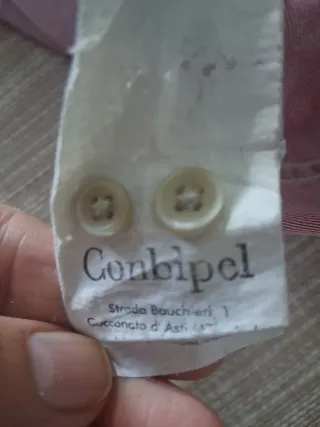 Conbipel
Strada Bauchieri, 1
Cocconato d'Asti